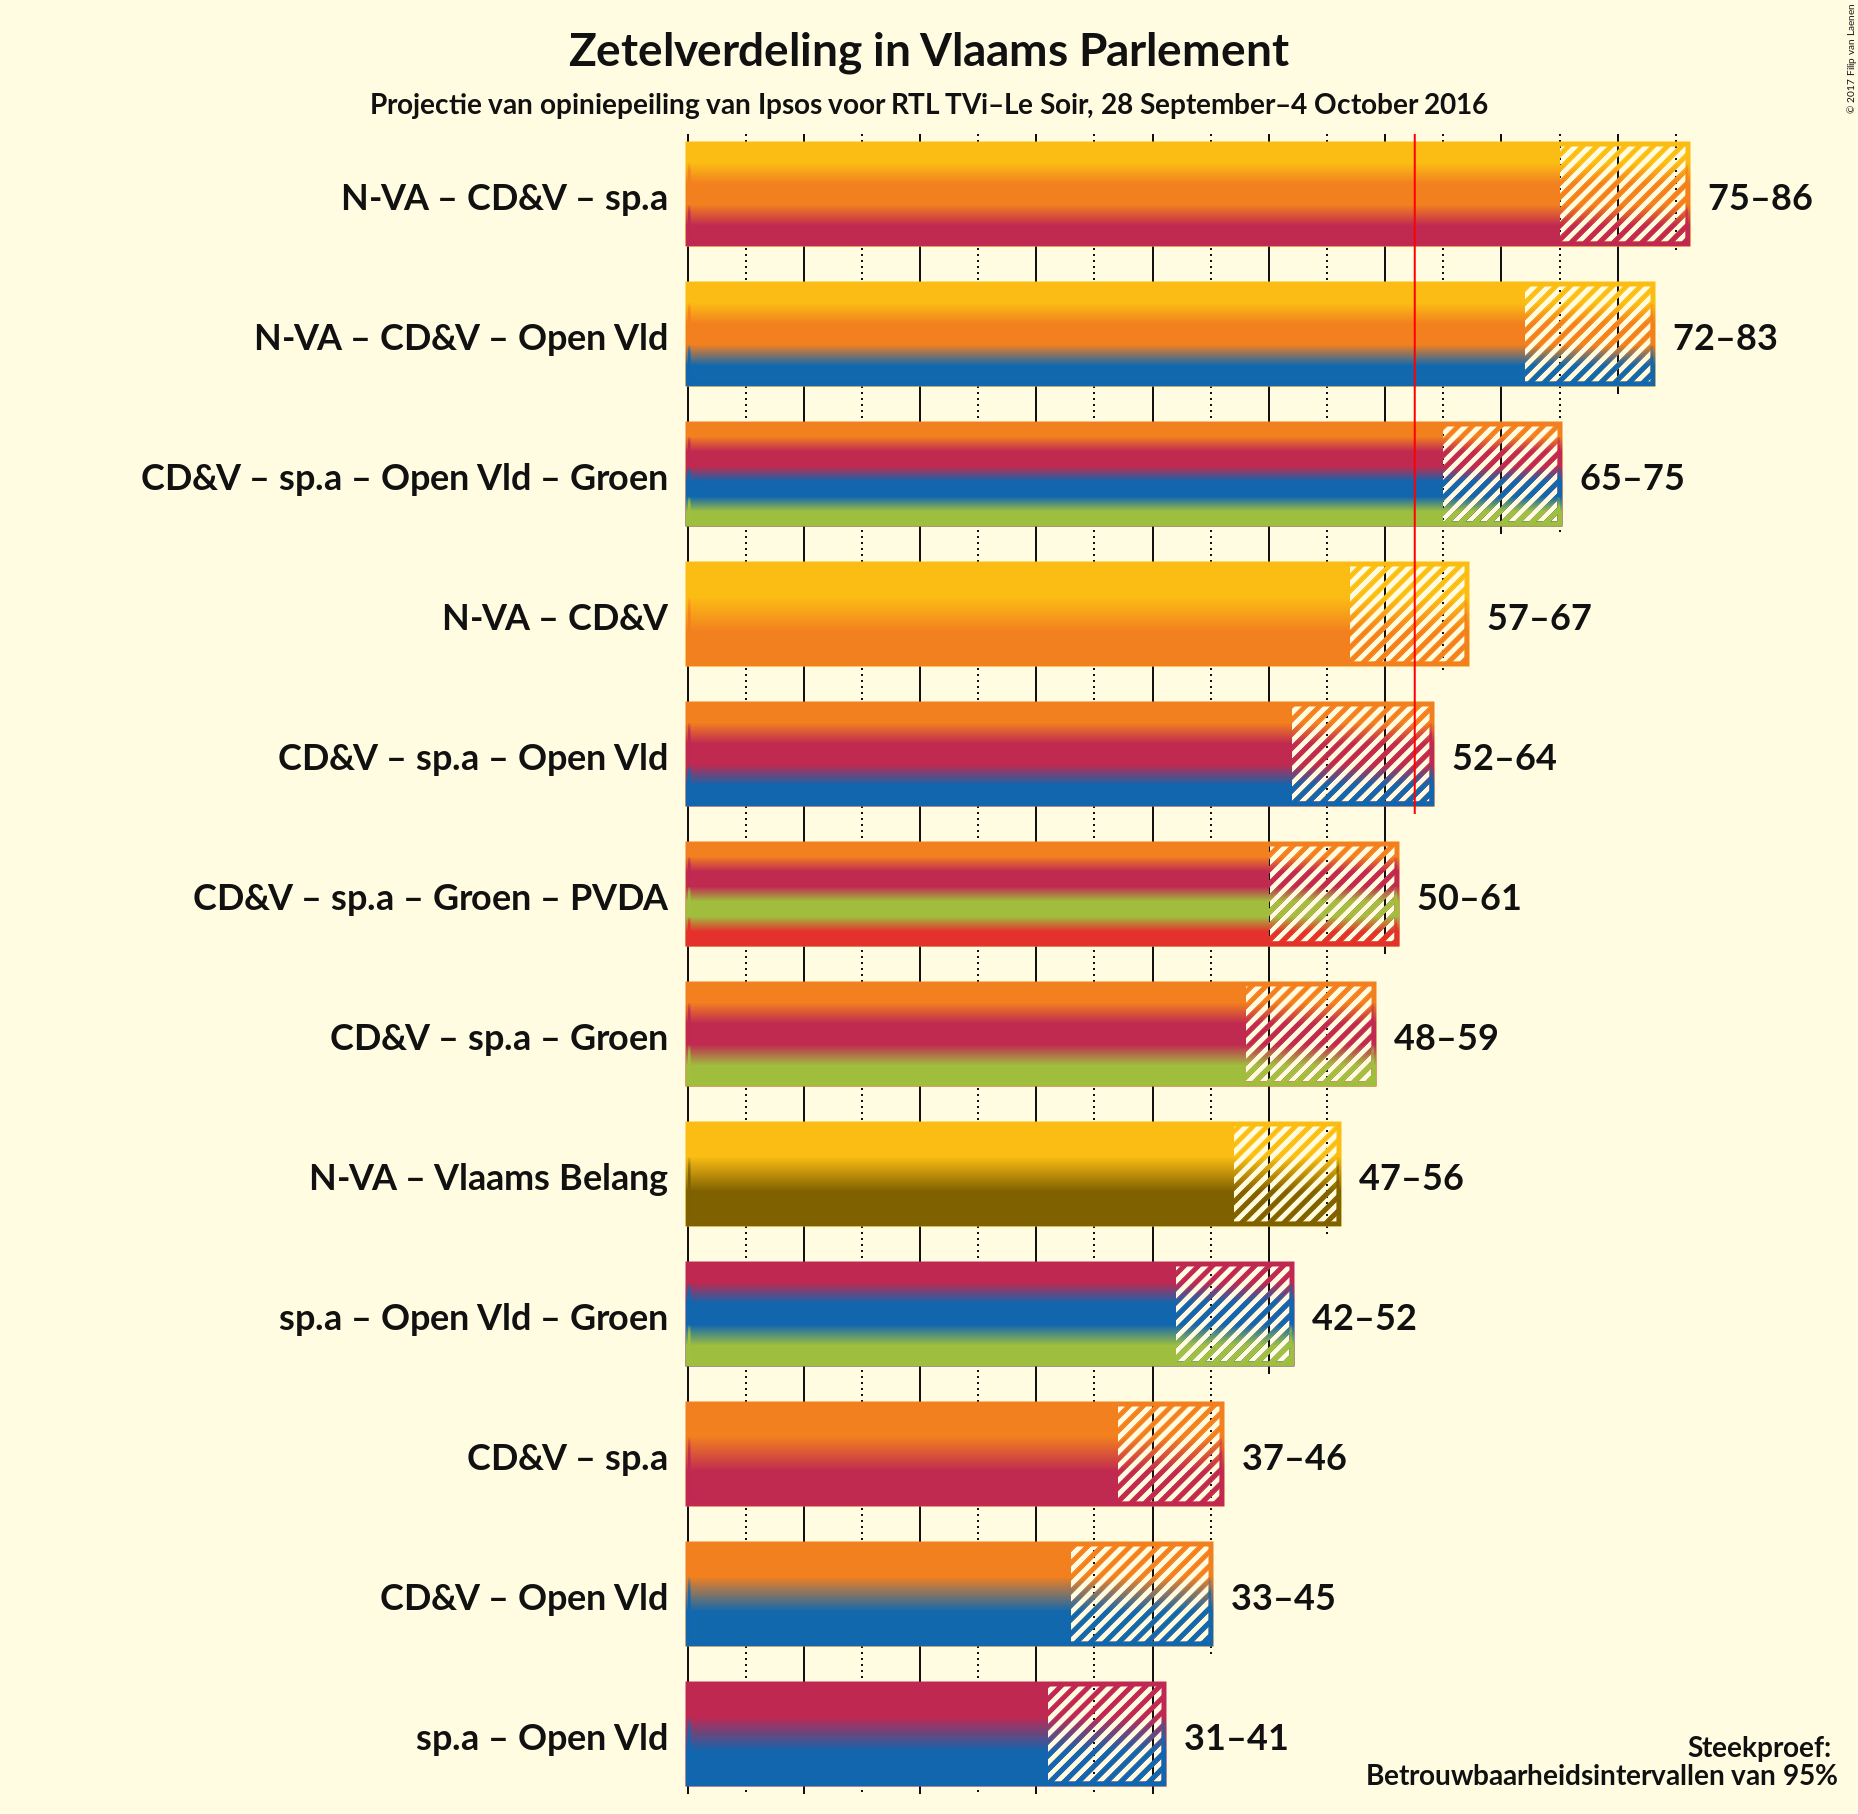 Zetelverdeling in Vlaams Parlement
Projectie van opiniepeiling van Ipsos voor RTL TVi–Le Soir, 28 September–4 October 2016
© 2017 Filip van Laenen
N-VA – CD&V – sp.a 75–86
N-VA – CD&V – Open Vld 72–83
CD&V – sp.a – Open Vld – Groen 65–75
N-VA – CD&V 57–67
CD&V – sp.a – Open Vld 52–64
CD&V – sp.a – Groen – PVDA 50–61
CD&V – sp.a – Groen 48–59
N-VA – Vlaams Belang 47–56
sp.a – Open Vld – Groen 42–52
CD&V – sp.a 37–46
CD&V – Open Vld 33–45
sp.a – Open Vld 31–41
Steekproef:
Betrouwbaarheidsintervallen van 95%